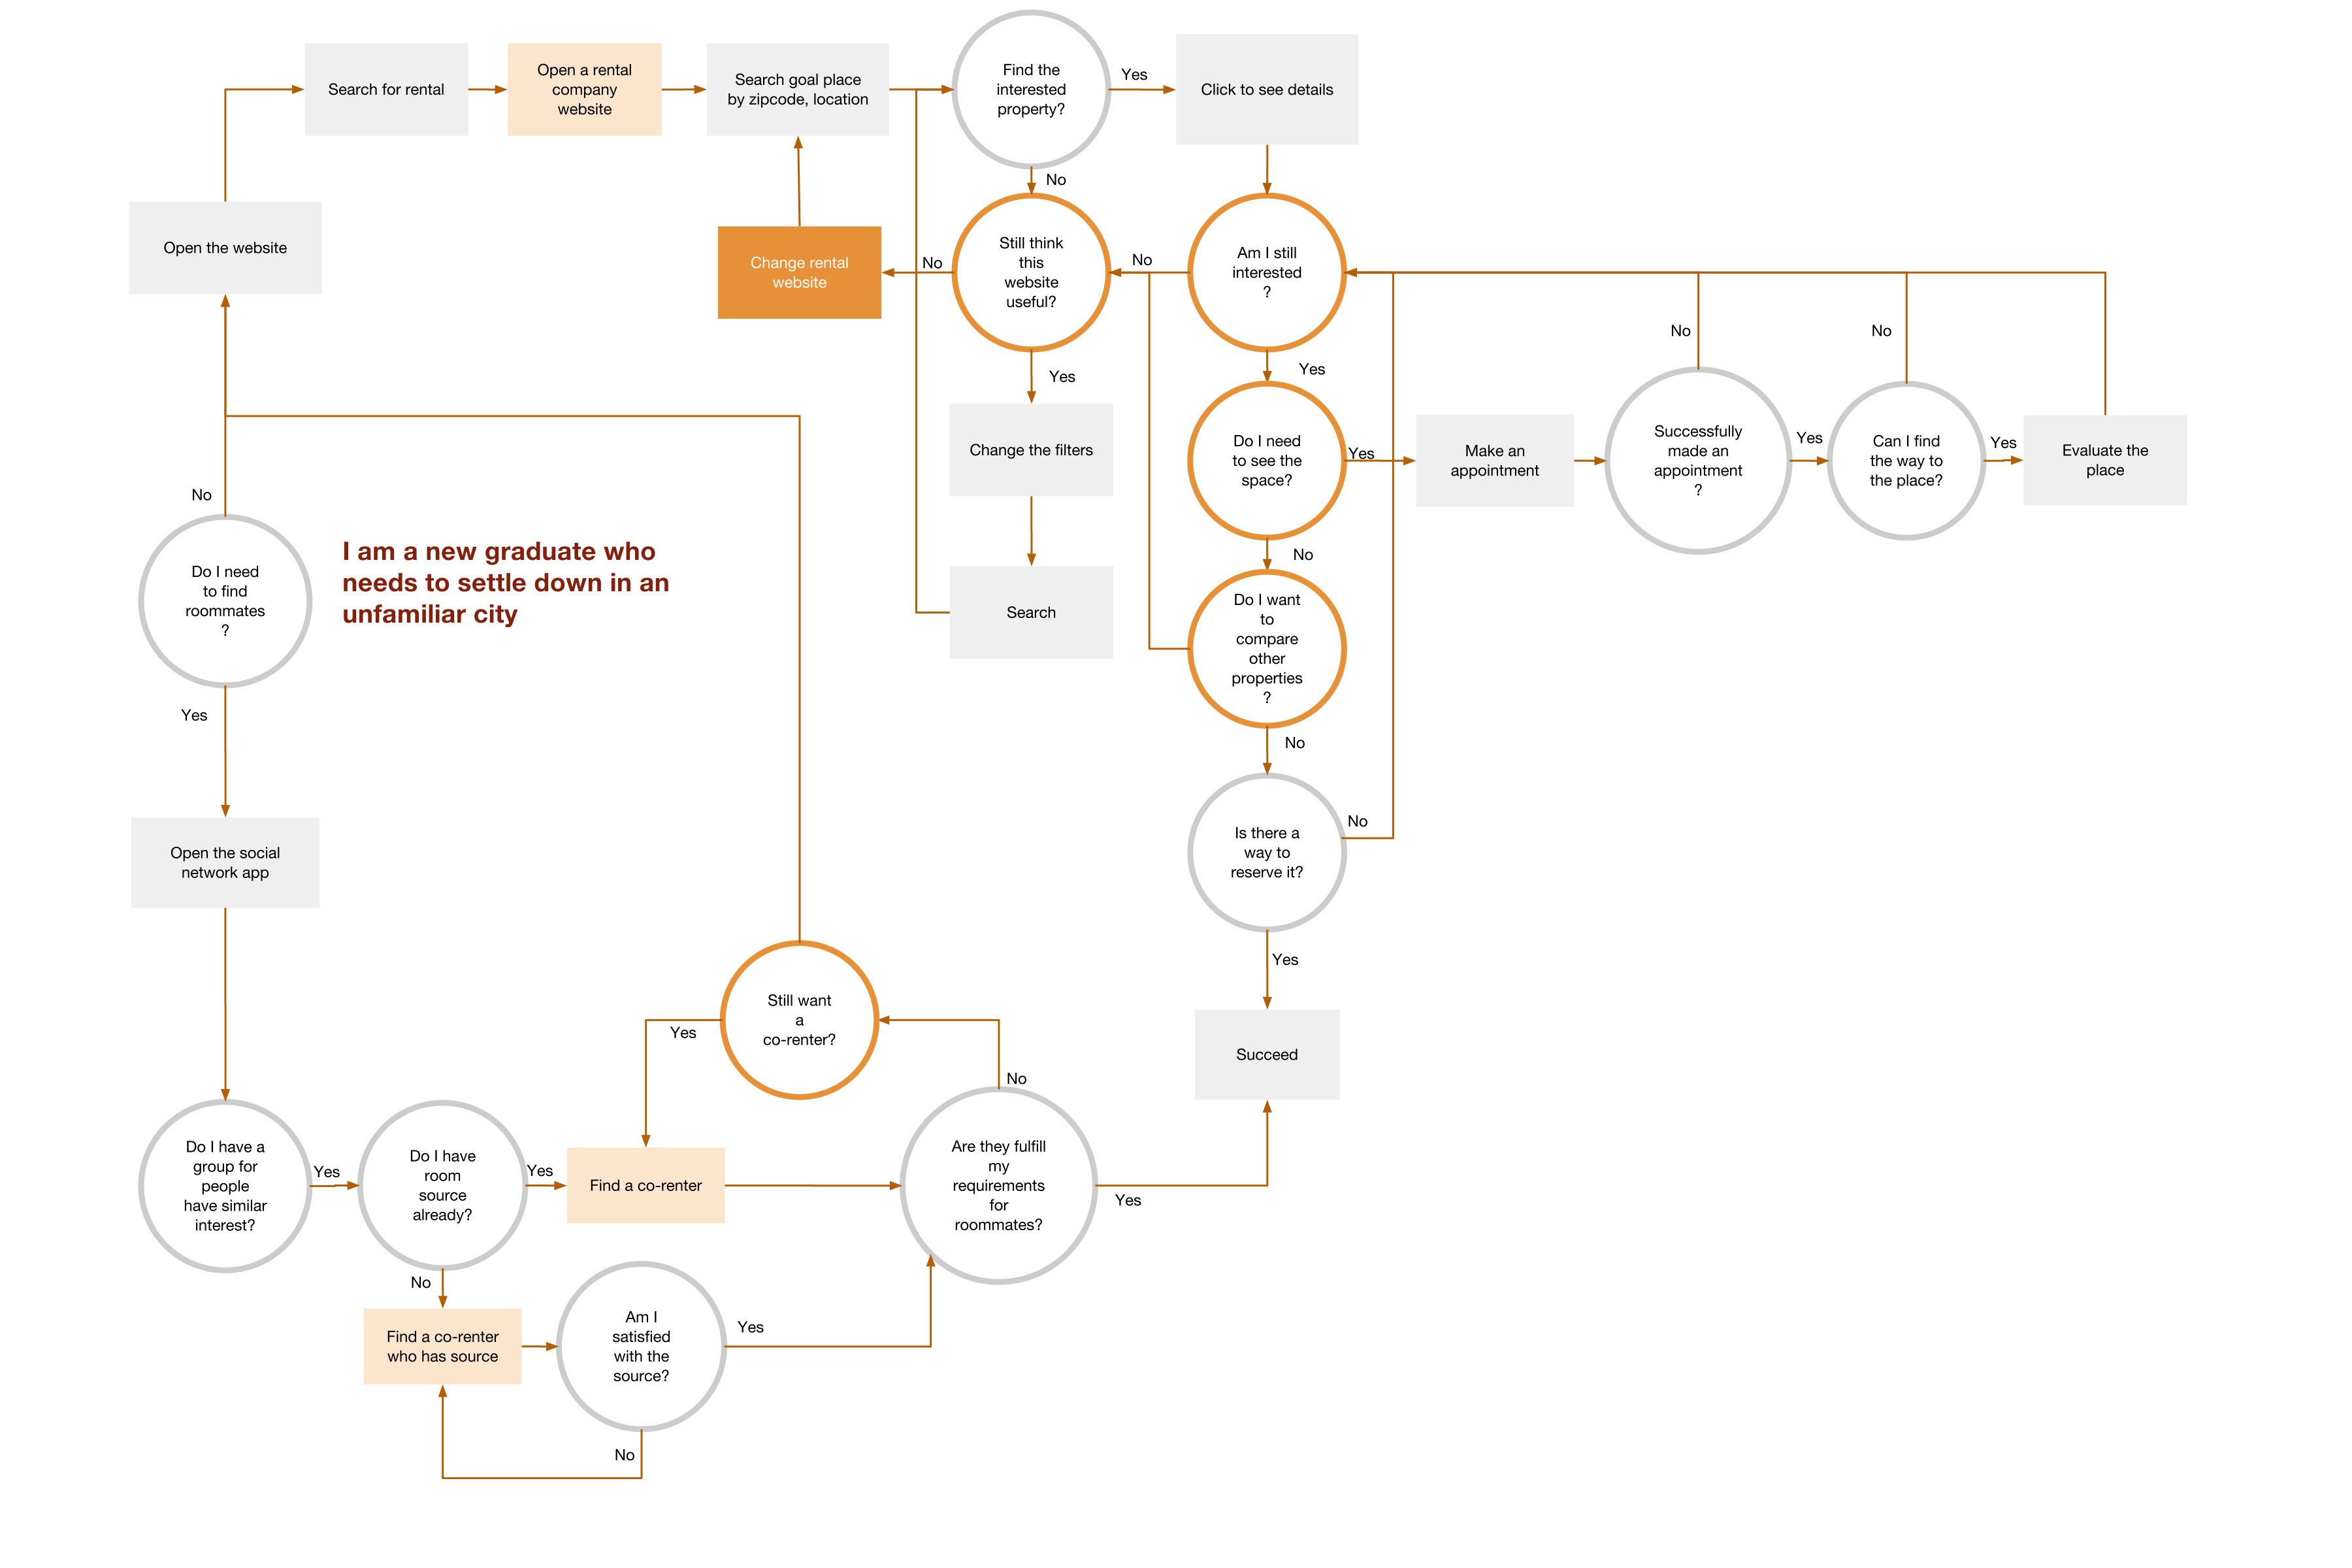 Search for rental
Open a rental
company
website
Search goal place
by zipcode, location
Find the
interested
property?
Yes
Click to see details
No
Open the website
Change rental
website
No
Still think
this
website
useful?
No
Am I still
interested
?
Yes
Yes
No
No
Change the filters
Do I need
to see the
space?
Yes
Make an
appointment
Successfully
made an
appointment
?
Yes
Can I find
the way to
the place?
Yes
Evaluate the
place
No
Search
Do I want
to
compare
other
properties
?
No
Is there a
way to
reserve it?
No
Yes
Succeed
No
Do I need
to find
roommates
?
I am a new graduate who
needs to settle down in an
unfamiliar city
Yes
Open the social
network app
Still want
a
co-renter?
Yes
No
Do I have a
group for
people
have similar
interest?
Yes
Do I have
room
source
already?
Yes
Find a co-renter
Are they fulfill
my
requirements
for
roommates?
Yes
No
Find a co-renter
who has source
Am I
satisfied
with the
source?
Yes
No